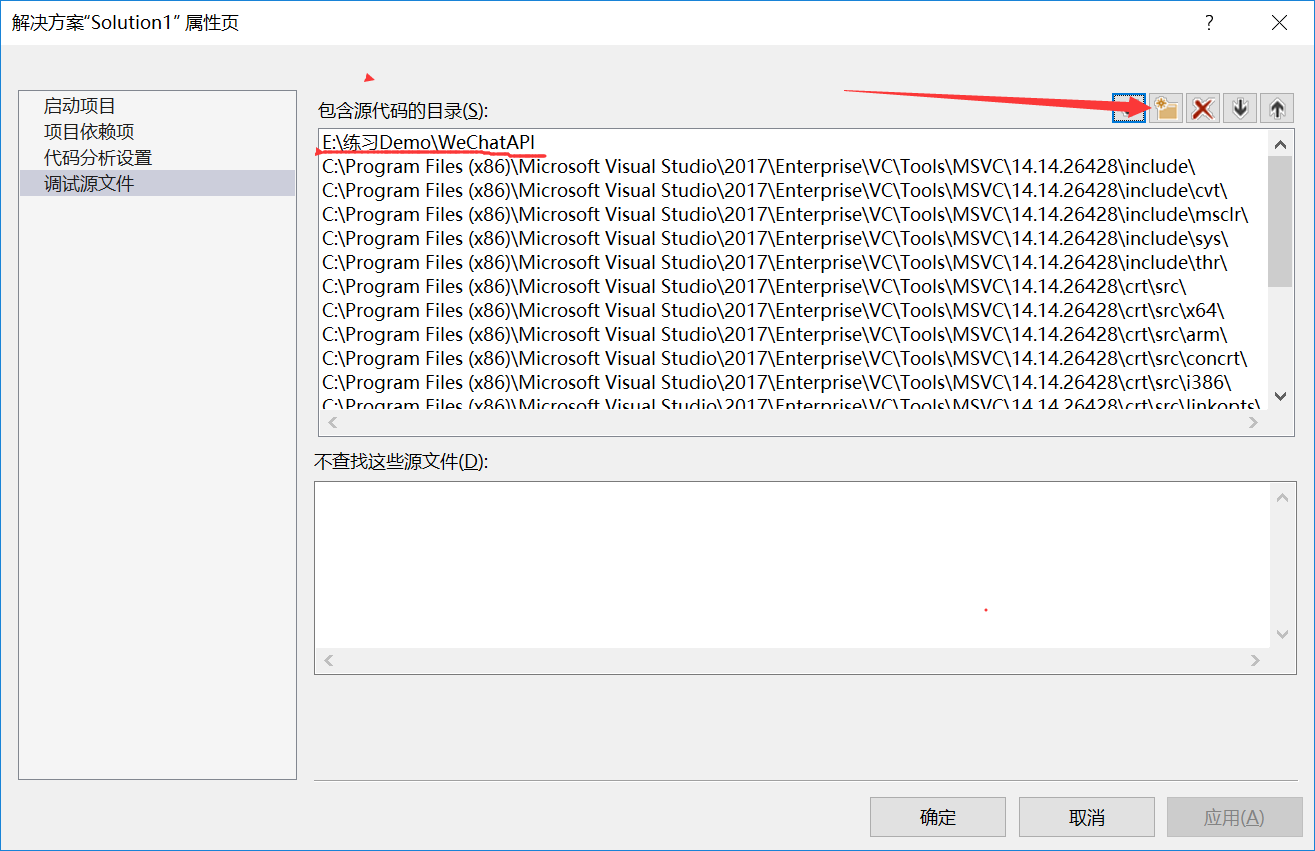 解决方案“Solution1” 属性页
启动项目
项目依赖项
代码分析设置
调试源文件
包含源代码的目录(S):
E:\练习Demo\WeChatAPI
C:\Program Files (x86)\Microsoft Visual Studio\2017\Enterprise\VC\Tools\MSVC\14.14.26428\include\
C:\Program Files (x86)\Microsoft Visual Studio\2017\Enterprise\VC\Tools\MSVC\14.14.26428\include\cvt\
C:\Program Files (x86)\Microsoft Visual Studio\2017\Enterprise\VC\Tools\MSVC\14.14.26428\include\msclr\
C:\Program Files (x86)\Microsoft Visual Studio\2017\Enterprise\VC\Tools\MSVC\14.14.26428\include\sys\
C:\Program Files (x86)\Microsoft Visual Studio\2017\Enterprise\VC\Tools\MSVC\14.14.26428\include\thr\
C:\Program Files (x86)\Microsoft Visual Studio\2017\Enterprise\VC\Tools\MSVC\14.14.26428\crt\src\
C:\Program Files (x86)\Microsoft Visual Studio\2017\Enterprise\VC\Tools\MSVC\14.14.26428\crt\src\x64\
C:\Program Files (x86)\Microsoft Visual Studio\2017\Enterprise\VC\Tools\MSVC\14.14.26428\crt\src\arm\
C:\Program Files (x86)\Microsoft Visual Studio\2017\Enterprise\VC\Tools\MSVC\14.14.26428\crt\src\concrt\
C:\Program Files (x86)\Microsoft Visual Studio\2017\Enterprise\VC\Tools\MSVC\14.14.26428\crt\src\i386\
C:\Program Files (x86)\Microsoft Visual Studio\2017\Enterprise\VC\Tools\MSVC\14.14.26428\crt\src\linkopts\
不查找这些源文件(D):
确定
取消
应用(A)